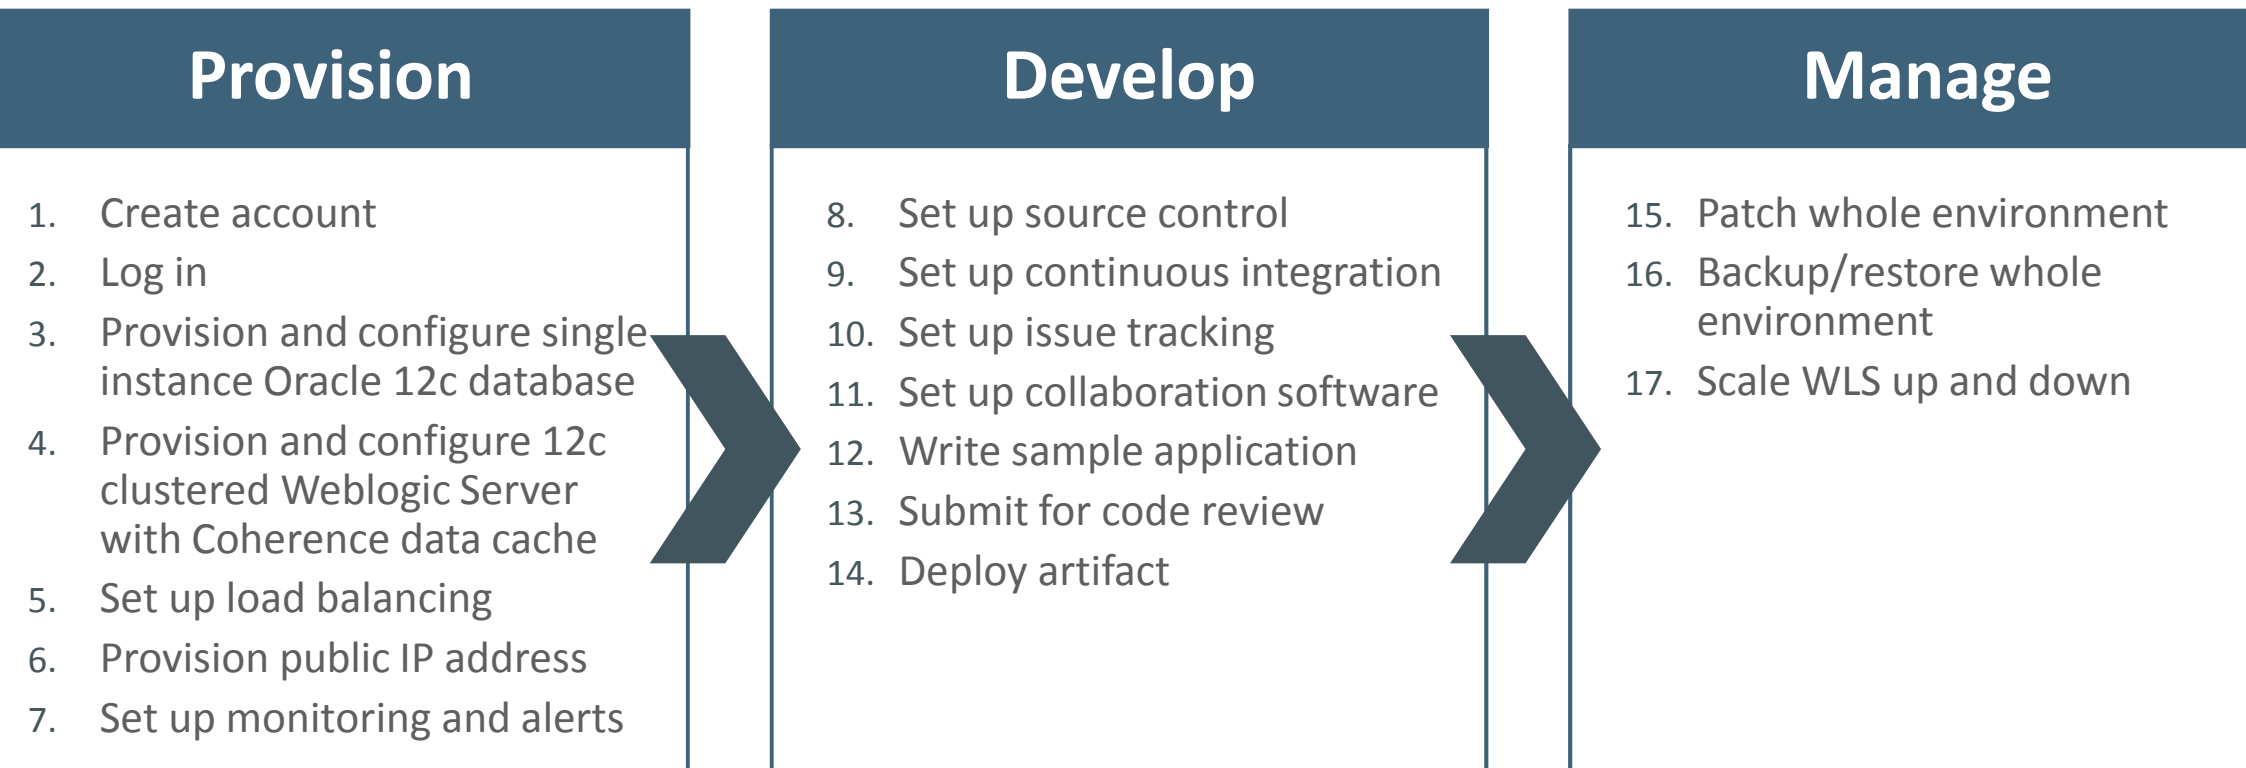 Provision
1. Create account
2. Log in
3. Provision and configure single
instance Oracle 12c database
4. Provision and configure 12c
clustered Weblogic Server
with Coherence data cache
5. Set up load balancing
6. Provision public IP address
7. Set up monitoring and alerts
Develop
8. Set up source control
9. Set up continuous integration
10. Set up issue tracking
11. Set up collaboration software
12. Write sample application
13. Submit for code review
14. Deploy artifact
Manage
15. Patch whole environment
16. Backup/restore whole
environment
17. Scale WLS up and down